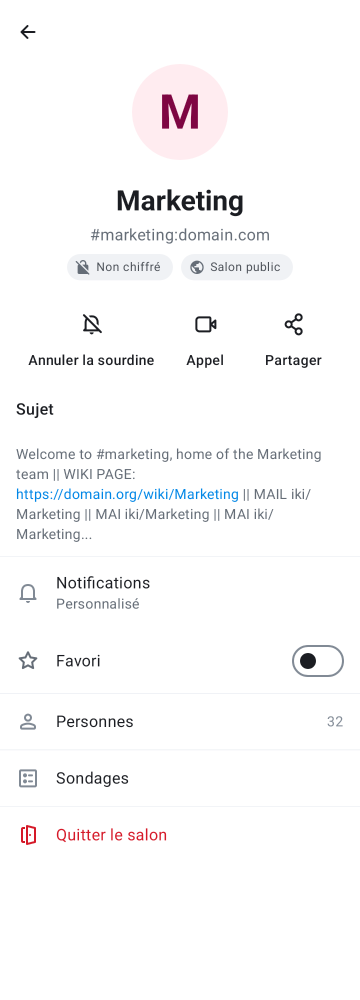 M
Marketing
#marketing:domain.com
Non chiffré Salon public
Annuler la sourdine Appel Partager
Sujet
Welcome to #marketing, home of the Marketing
team || WIKI PAGE:
https://domain.org/wiki/Marketing || MAIL iki/
Marketing || MAI iki/Marketing || MAI iki/
Marketing...
Notifications
Personnalisé
Favori
Personnes 32
Sondages
Quitter le salon